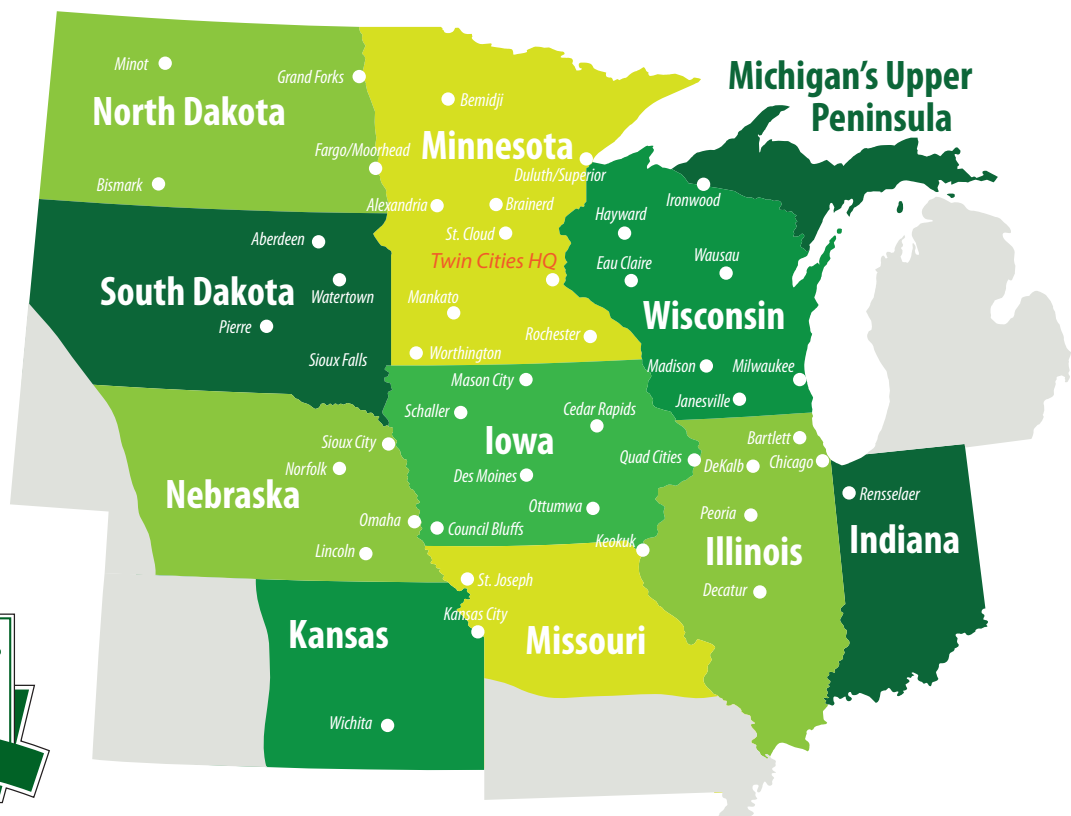 Michigan's Upper
Peninsula
Minot
Grand Forks
North Dakota
Bemidji
Fargo/Moorhead
Minnesota
Duluth/Superior
Bismark
Alexandria
Brainerd
Ironwood
Hayward
Aberdeen
St. Cloud
Twin Cities HQ
Eau Claire
Wausau
South Dakota
Watertown
Mankato
Wisconsin
Pierre
Rochester
Sioux Falls
Worthington
Madison
Milwaukee
Mason City
Janesville
Schaller
Cedar Rapids
Iowa
Bartlett
Sioux City
Quad Cities
DeKalb
Chicago
Norfolk
Des Moines
Nebraska
Rensselaer
Ottumwa
Peoria
Omaha
Council Bluffs
Keokuk
Indiana
Illinois
Lincoln
St. Joseph
Decatur
Kansas City
Kansas
Missouri
Wichita